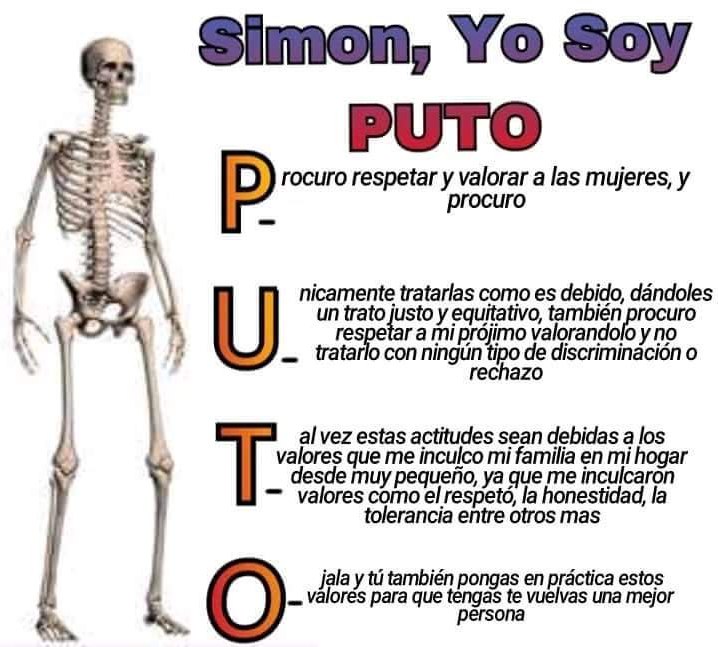 Simon, Yo Soy
PUTO
P- rocuro respetar y valorar a las mujeres, y
procuro
U- nicamente tratarlas como es debido, dándoles
un trato justo y equitativo, también procuro
respetar a mi prójimo valorandolo y no
tratarlo con ningún tipo de discriminación o
rechazo
T- al vez estas actitudes sean debidas a los
valores que me inculco mi familia en mi hogar
desde muy pequeño, ya que me inculcaron
valores como el respeto, la honestidad, la
tolerancia entre otros mas
O- jala y tú también pongas en práctica estos
valores para que tengas te vuelvas una mejor
persona